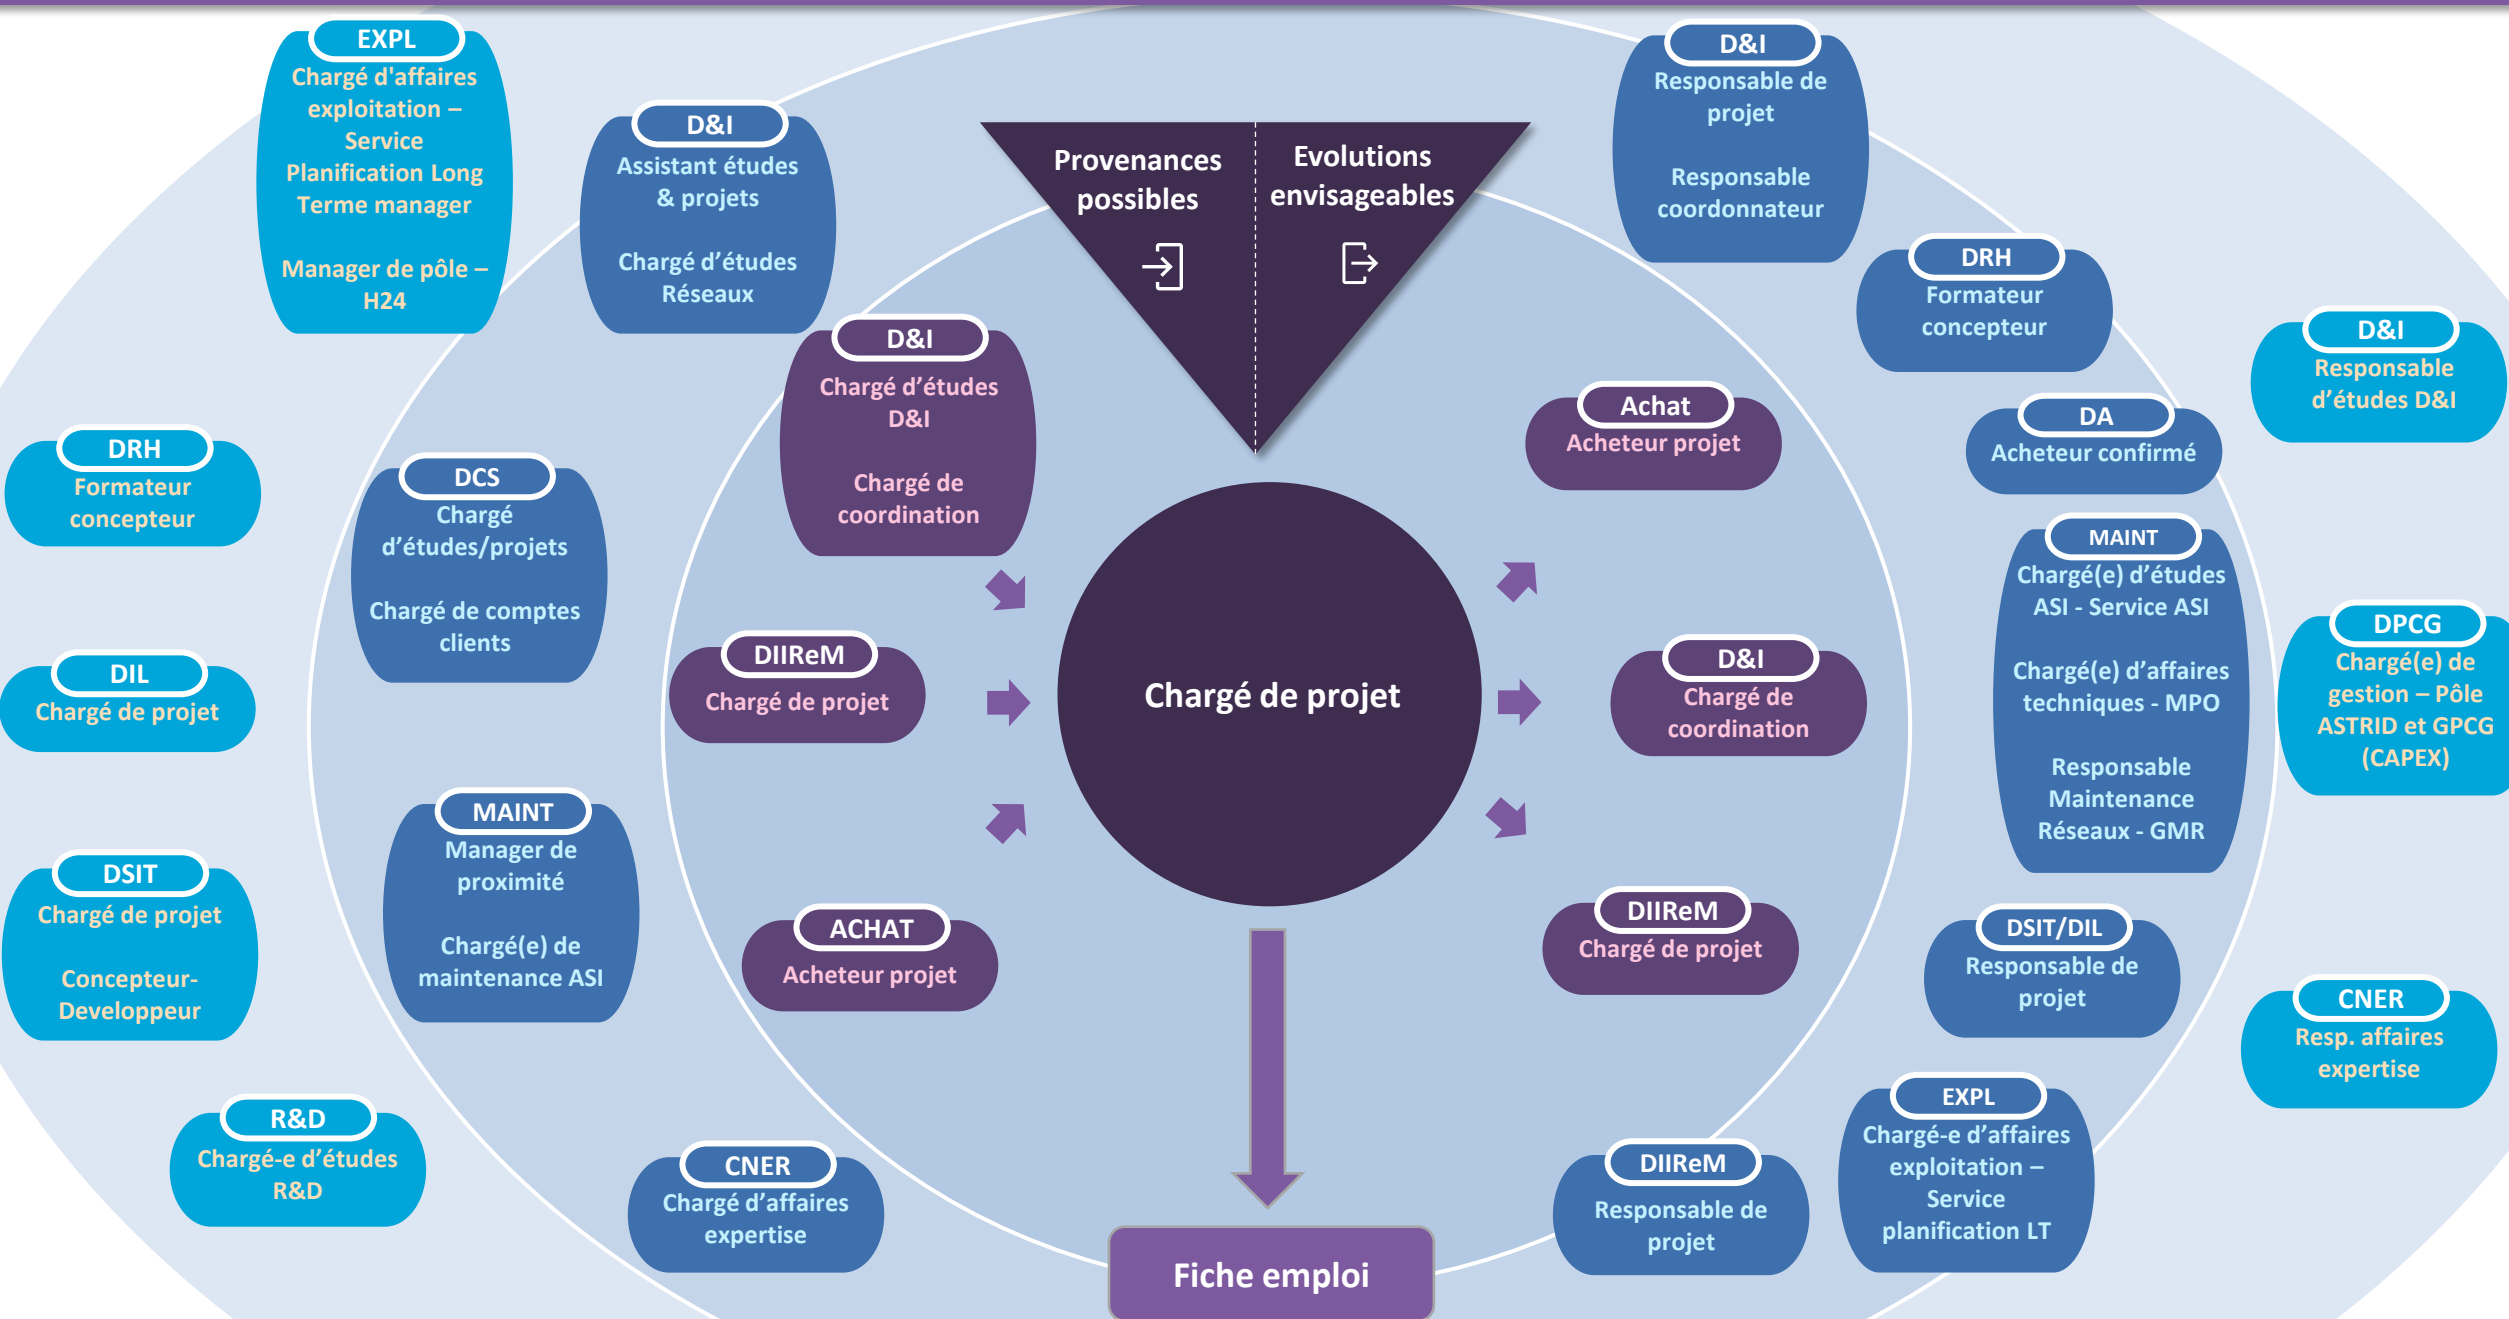 EXPL
Chargé d'affaires
exploitation –
Service
Planification Long
Terme manager
Manager de pôle –
H24
D&I
Assistant études
& projets
Chargé d’études
Réseaux
D&I
Chargé d’études
D&I
Chargé de
coordination
DRH
Formateur
concepteur
DCS
Chargé
d’études/projets
Chargé de comptes
clients
DIL
Chargé de projet
DIIReM
Chargé de projet
MAINT
Manager de
proximité
Chargé(e) de
maintenance ASI
DSIT
Chargé de projet
Concepteur-
Developpeur
ACHAT
Acheteur projet
R&D
Chargé-e d’études
R&D
CNER
Chargé d’affaires
expertise
Provenances
possibles
Evolutions
envisageables
Chargé de projet
Fiche emploi
D&I
Responsable de
projet
Responsable
coordonnateur
DRH
Formateur
concepteur
D&I
Responsable
d’études D&I
Achat
Acheteur projet
DA
Acheteur confirmé
MAINT
Chargé(e) d’études
ASI - Service ASI
Chargé(e) d’affaires
techniques - MPO
Responsable
Maintenance
Réseaux - GMR
D&I
Chargé de
coordination
DPCG
Chargé(e) de
gestion – Pôle
ASTRID et GPCG
(CAPEX)
DIIReM
Chargé de projet
DSIT/DIL
Responsable de
projet
CNER
Resp. affaires
expertise
EXPL
Chargé-e d’affaires
exploitation –
Service
planification LT
DIIReM
Responsable de
projet